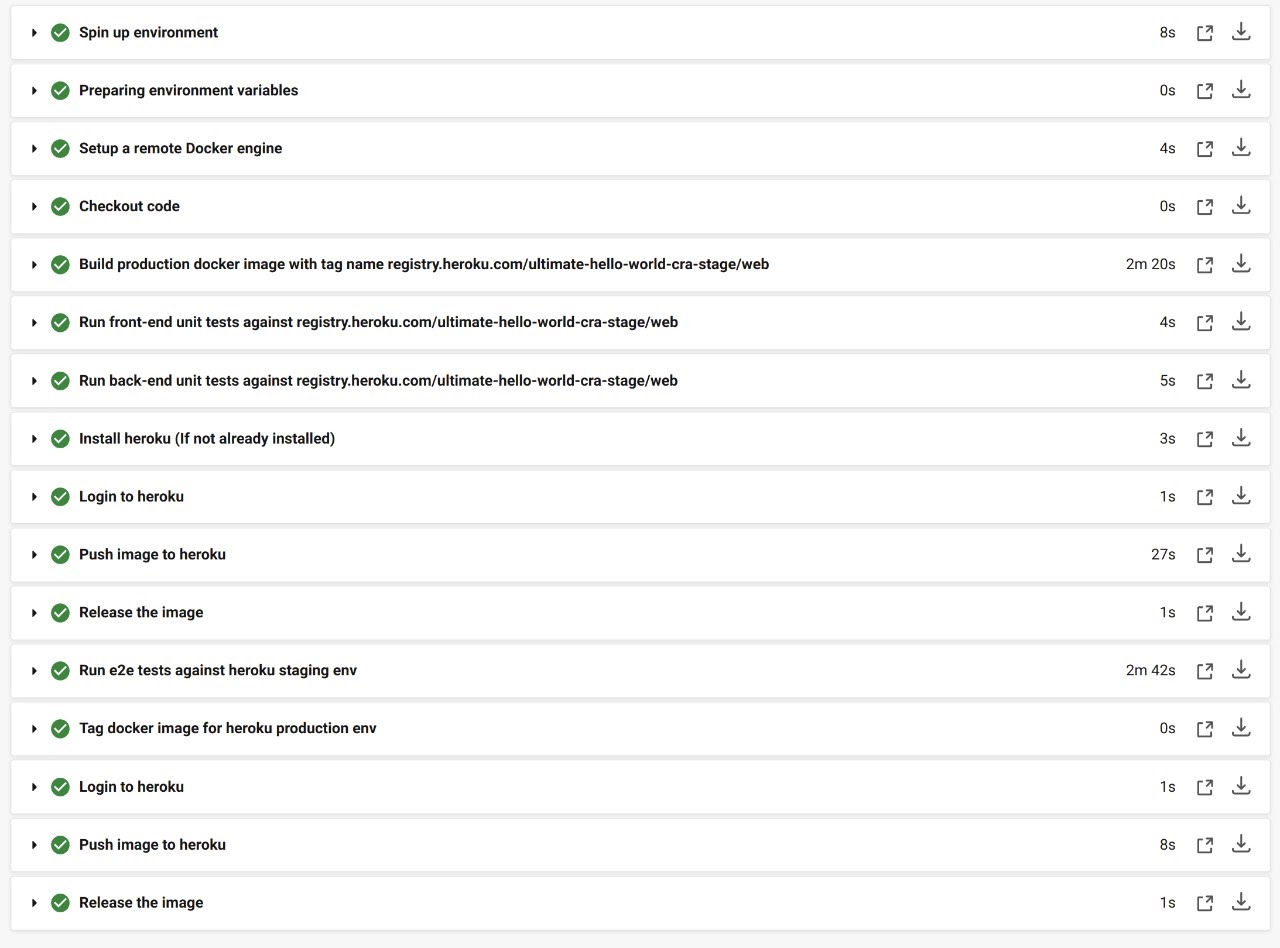 Spin up environment 8s
Preparing environment variables 0s
Setup a remote Docker engine 4s
Checkout code 0s
Build production docker image with tag name registry.heroku.com/ultimate-hello-world-cra-stage/web 2m 20s
Run front-end unit tests against registry.heroku.com/ultimate-hello-world-cra-stage/web 4s
Run back-end unit tests against registry.heroku.com/ultimate-hello-world-cra-stage/web 5s
Install heroku (If not already installed) 3s
Login to heroku 1s
Push image to heroku 27s
Release the image 1s
Run e2e tests against heroku staging env 2m 42s
Tag docker image for heroku production env 0s
Login to heroku 1s
Push image to heroku 8s
Release the image 1s